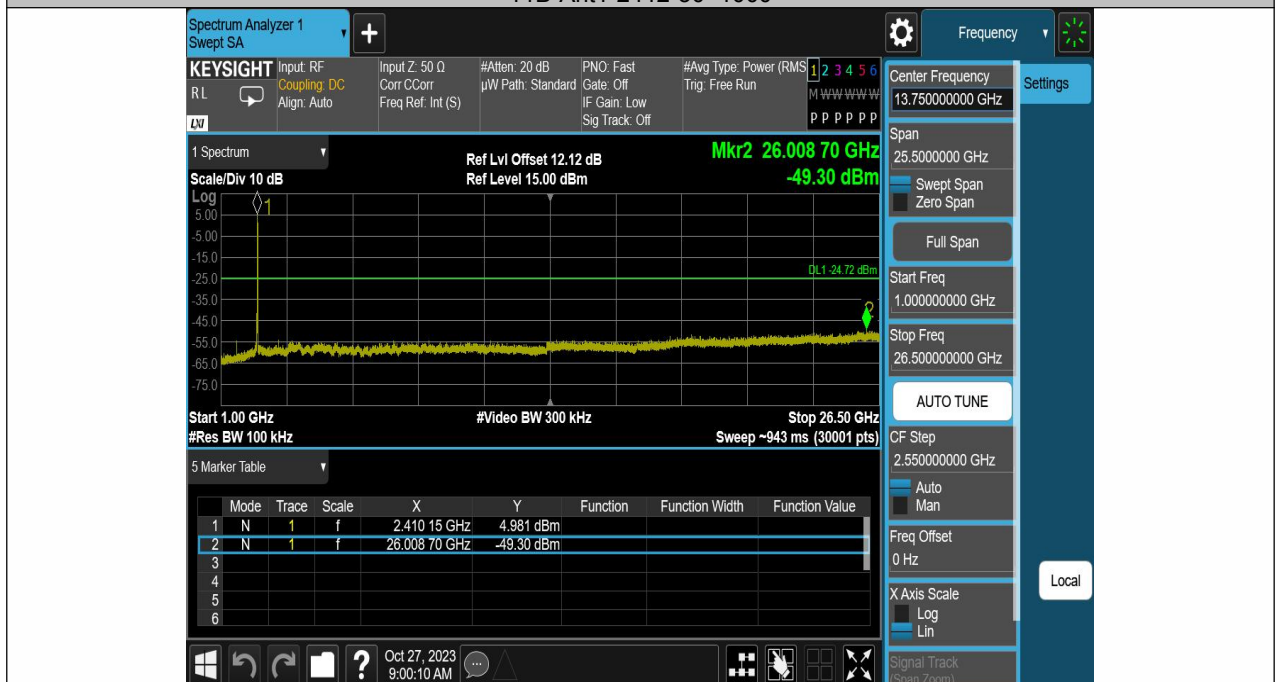 Spectrum Analyzer 1
Swept SA
+
Frequency
KEYSIGHT
RL
LXI
Input: RF
Coupling: DC
Align: Auto
Input Z: 50 Ω
Corr CCorr
Freq Ref: Int (S)
#Atten: 20 dB
µW Path: Standard
PNO: Fast
Gate: Off
IF Gain: Low
Sig Track: Off
#Avg Type: Power (RMS
Trig: Free Run
1 2 3 4 5 6
M W W W W W
P P P P P P
1 Spectrum
Scale/Div 10 dB
Ref Lvl Offset 12.12 dB
Ref Level 15.00 dBm
Mkr2 26.008 70 GHz
-49.30 dBm
Log
1
5.00
-5.00
-15.0
DL1 -24.72 dBm
-25.0
-35.0
-45.0
-55.0
-65.0
-75.0
Start 1.00 GHz
#Video BW 300 kHz
Stop 26.50 GHz
#Res BW 100 kHz
Sweep ~943 ms (30001 pts)
5 Marker Table
Mode Trace Scale X Y Function Function Width Function Value
1 N 1 f 2.410 15 GHz 4.981 dBm
2 N 1 f 26.008 70 GHz -49.30 dBm
3
4
5
6
? Oct 27, 2023
9:00:10 AM
Center Frequency
13.750000000 GHz
Settings
Span
25.5000000 GHz
Swept Span
Zero Span
Full Span
Start Freq
1.000000000 GHz
Stop Freq
26.500000000 GHz
AUTO TUNE
CF Step
2.550000000 GHz
Auto
Man
Freq Offset
0 Hz
X Axis Scale
Log
Lin
Local
Signal Track
(Span Zoom)